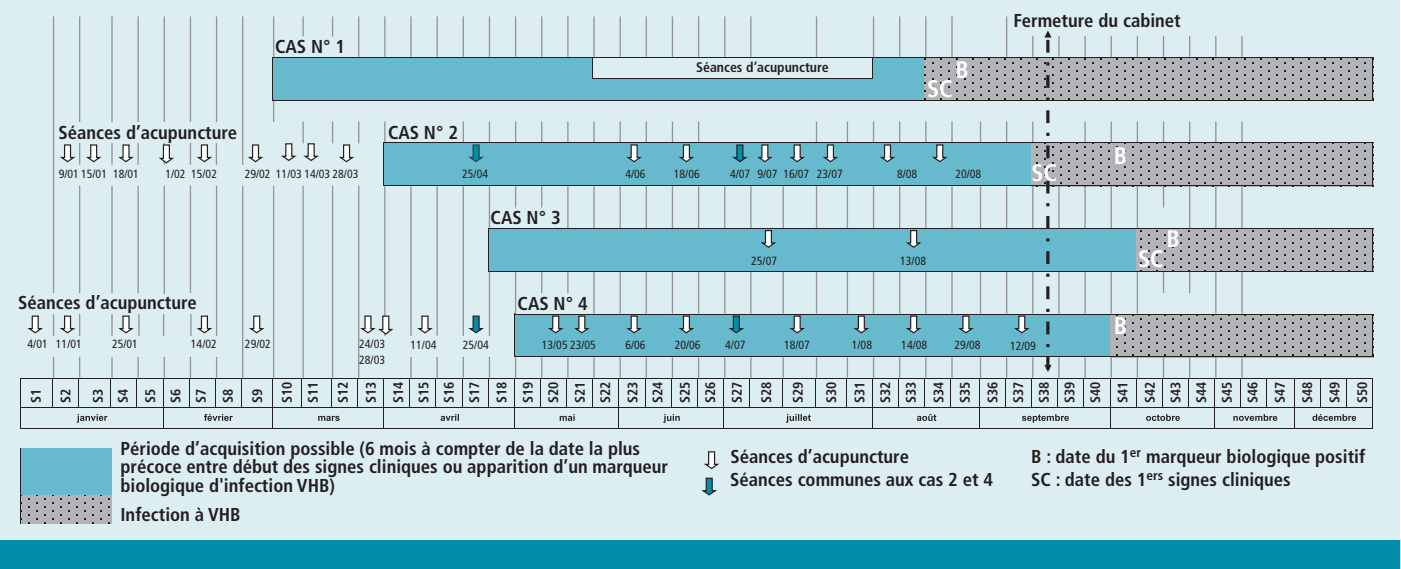 Fermeture du cabinet
CAS N° 1
Séances d’acupuncture
B
SC
Séances d’acupuncture
CAS N° 2
9/01 15/01 18/01 1/02 15/02 29/02 11/03 14/03 28/03 25/04 4/06 18/06 4/07 9/07 16/07 23/07 8/08 20/08
B
SC
CAS N° 3
25/07 13/08
B
SC
Séances d’acupuncture
CAS N° 4
4/01 11/01 25/01 14/02 29/02 24/03 11/04 25/04 13/05 23/05 6/06 20/06 4/07 18/07 1/08 14/08 29/08 12/09
28/03
B
S1 S2 S3 S4 S5 S6 S7 S8 S9 S10 S11 S12 S13 S14 S15 S16 S17 S18 S19 S20 S21 S22 S23 S24 S25 S26 S27 S28 S29 S30 S31 S32 S33 S34 S35 S36 S37 S38 S39 S40 S41 S42 S43 S44 S45 S46 S47 S48 S49 S50
janvier février mars avril mai juin juillet août septembre octobre novembre décembre
Période d’acquisition possible (6 mois à compter de la date la plus
précoce entre début des signes cliniques ou apparition d’un marqueur
biologique d'infection VHB)
Infection à VHB
Séances d’acupuncture
Séances communes aux cas 2 et 4
B : date du 1er marqueur biologique positif
SC : date des 1ers signes cliniques